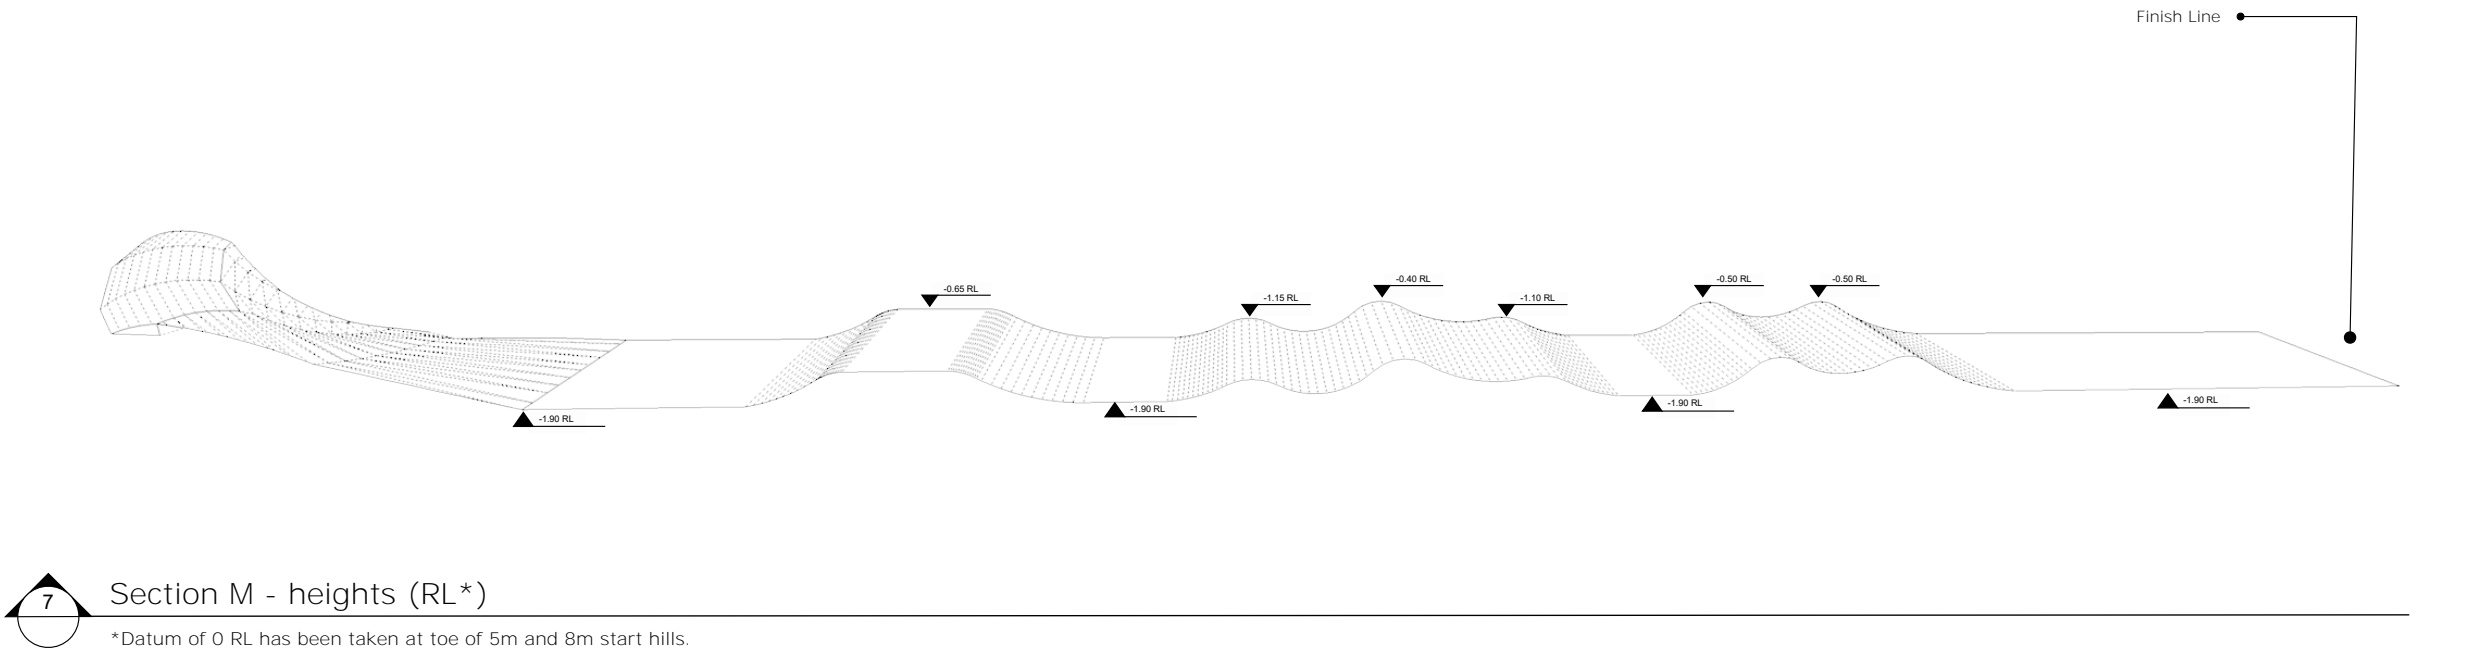 Finish Line
-0.65 RL
-1.15 RL
-0.40 RL
-1.10 RL
-0.50 RL
-0.50 RL
-1.90 RL
-1.90 RL
-1.90 RL
-1.90 RL
7
Section M - heights (RL*)
*Datum of 0 RL has been taken at toe of 5m and 8m start hills.